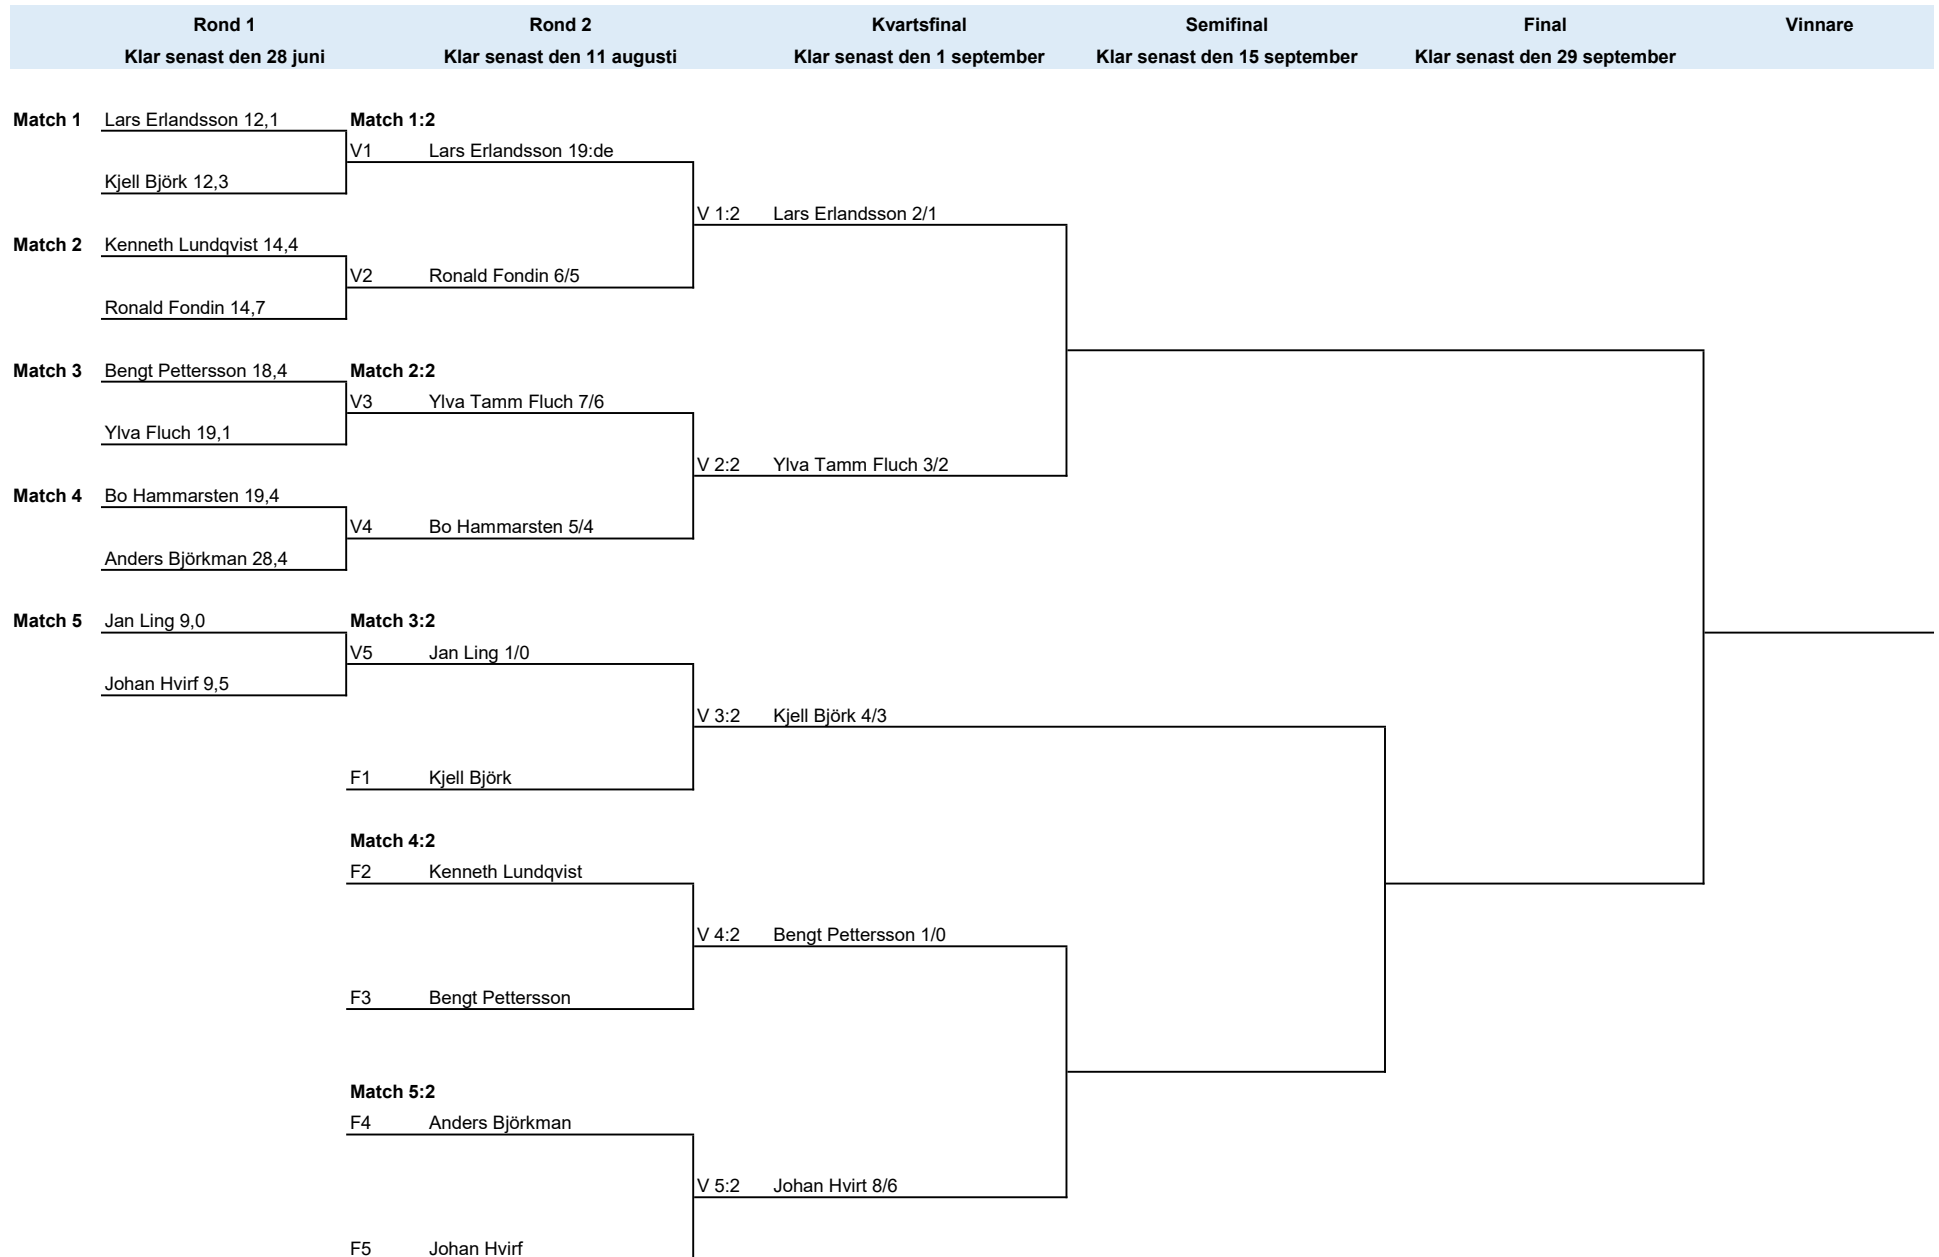 Rond 1 Rond 2 Kvartsfinal Semifinal Final Vinnare
Klar senast den 28 juni Klar senast den 11 augusti Klar senast den 1 september Klar senast den 15 september Klar senast den 29 september
Match 1 Lars Erlandsson 12,1 Match 1:2
V1 Lars Erlandsson 19:de
Kjell Björk 12,3
V 1:2 Lars Erlandsson 2/1
Match 2 Kenneth Lundqvist 14,4
V2 Ronald Fondin 6/5
Ronald Fondin 14,7
Match 3 Bengt Pettersson 18,4 Match 2:2
V3 Ylva Tamm Fluch 7/6
Ylva Fluch 19,1
V 2:2 Ylva Tamm Fluch 3/2
Match 4 Bo Hammarsten 19,4
V4 Bo Hammarsten 5/4
Anders Björkman 28,4
Match 5 Jan Ling 9,0 Match 3:2
V5 Jan Ling 1/0
Johan Hvirf 9,5
V 3:2 Kjell Björk 4/3
F1 Kjell Björk
Match 4:2
F2 Kenneth Lundqvist
V 4:2 Bengt Pettersson 1/0
F3 Bengt Pettersson
Match 5:2
F4 Anders Björkman
V 5:2 Johan Hvirt 8/6
F5 Johan Hvirf